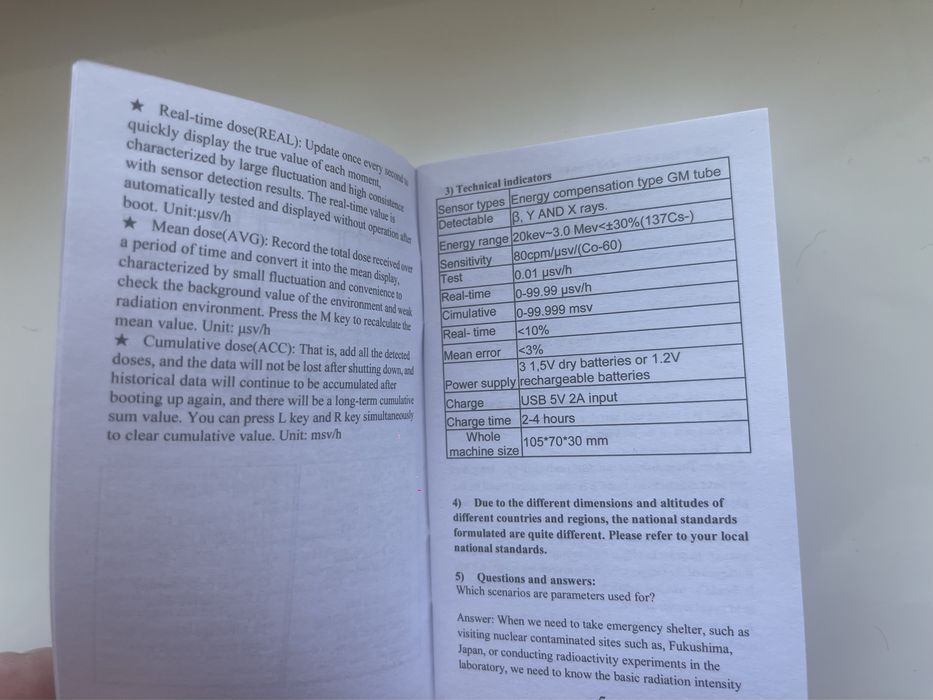 ★ Real-time dose(REAL): Update once every second to
quickly display the true value of each moment,
characterized by large fluctuation and high consistence
with sensor detection results. The real-time value is
automatically tested and displayed without operation after
boot. Unit:μsv/h
★ Mean dose(AVG): Record the total dose received over
a period of time and convert it into the mean display,
characterized by small fluctuation and convenience to
check the background value of the environment and weak
radiation environment. Press the M key to recalculate the
mean value. Unit: μsv/h
★ Cumulative dose(ACC): That is, add all the detected
doses, and the data will not be lost after shutting down, and
historical data will continue to be accumulated after
booting up again, and there will be a long-term cumulative
sum value. You can press L key and R key simultaneously
to clear cumulative value. Unit: msv/h
3) Technical indicators
Sensor types Energy compensation type GM tube
Detectable β, Y AND X rays.
Energy range 20kev~3.0 Mev<±30%(137Cs-)
Sensitivity 80cpm/μsv/(Co-60)
Test 0.01 μsv/h
Real-time 0-99.99 μsv/h
Cimulative 0-99.999 msv
Real- time <10%
Mean error <3%
Power supply 3 1,5V dry batteries or 1.2V
rechargeable batteries
Charge USB 5V 2A input
Charge time 2-4 hours
Whole
machine size 105*70*30 mm
4) Due to the different dimensions and altitudes of
different countries and regions, the national standards
formulated are quite different. Please refer to your local
national standards.
5) Questions and answers:
Which scenarios are parameters used for?
Answer: When we need to take emergency shelter, such as
visiting nuclear contaminated sites such as, Fukushima,
Japan, or conducting radioactivity experiments in the
laboratory, we need to know the basic radiation intensity